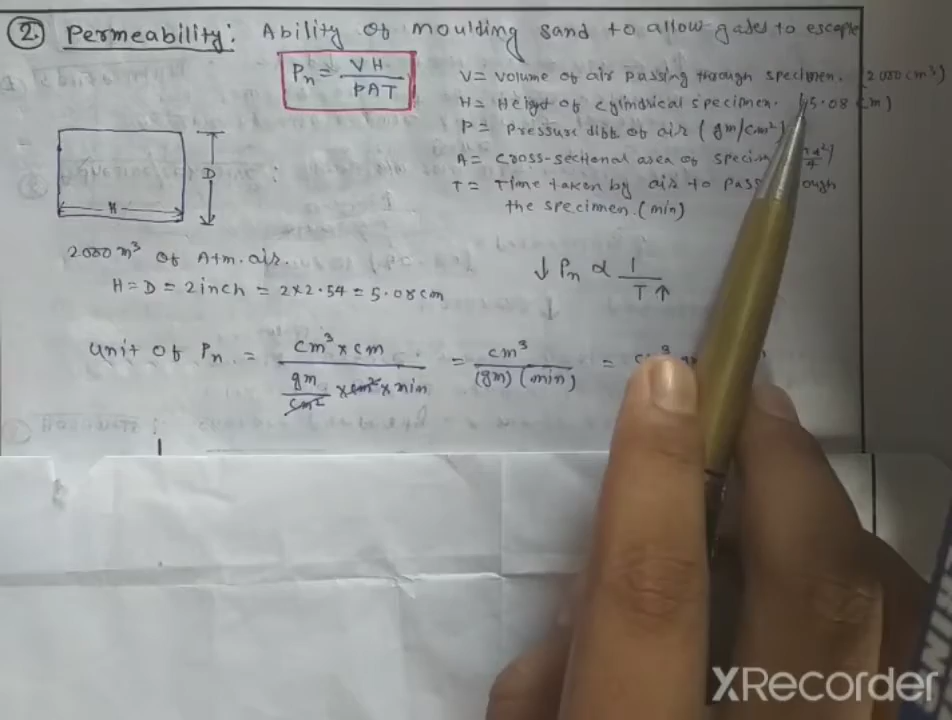 2. Permeability: Ability of moulding sand to allow gases to escape
Pn = VH / PAT
V = Volume of air passing through specimen. (2000 cm³)
H = Height of cylindrical specimen. (5.08 cm)
P = Pressure diff of air (gm/cm²)
A = Cross-sectional area of
T = Time taken by air to pass
the specimen. (min)
D
H
2000 m³ of Atm. air.
H = D = 2 inch = 2 x 2.54 = 5.08 cm
↓ Pn ∝ 1 / T ↑
Unit of Pn = cm³ x cm / gm/cm² x cm² x min = cm³ / (gm) (min) =
XRecorder